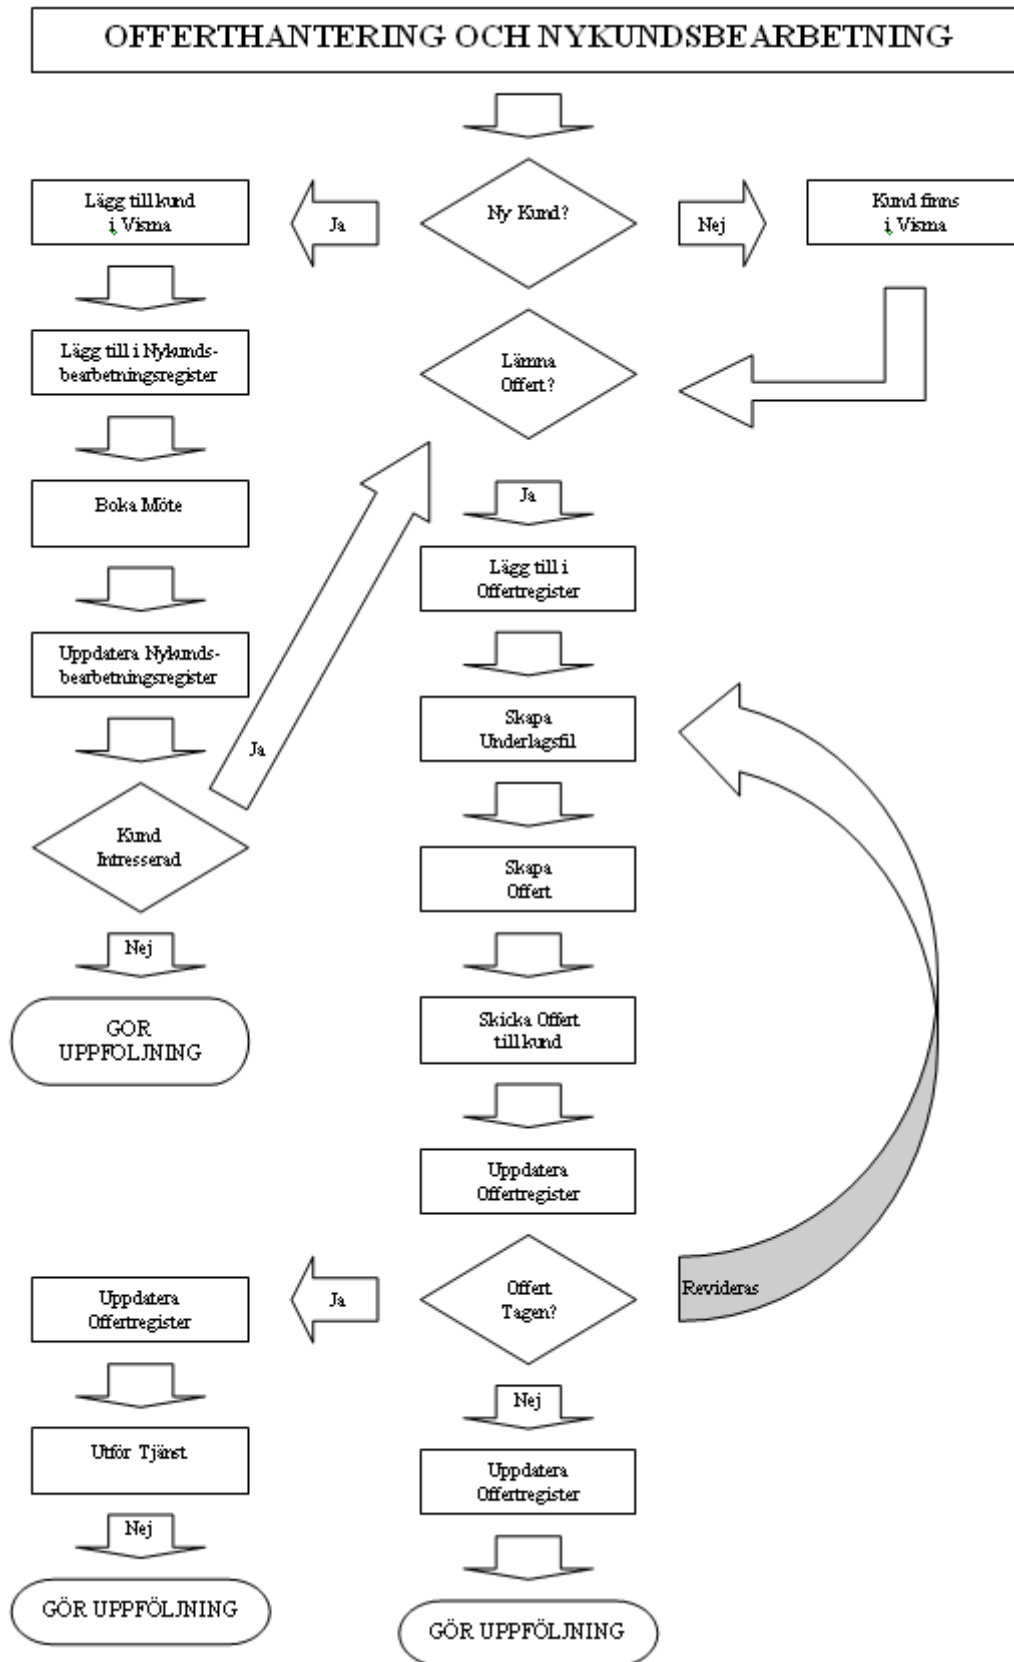 OFFERTHANTERING OCH NYKUNDSBEARBETNING
Ny Kund?
Ja
Nej
Lägg till kund
i Visma
Kund finns
i Visma
Lägg till i Nykunds-
bearbetningsregister
Lämna
Offert?
Boka Möte
Ja
Lägg till i
Offertregister
Uppdatera Nykunds-
bearbetningsregister
Skapa
Underlagsfil
Ja
Kund
Intresserad
Skapa
Offert
Nej
GOR
UPPFOLJNING
Skicka Offert
till kund
Uppdatera
Offertregister
Offert
Tagen?
Ja
Revideras
Uppdatera
Offertregister
Nej
Utför Tjänst
Uppdatera
Offertregister
Nej
GÖR UPPFÖLJNING
GÖR UPPFÖLJNING